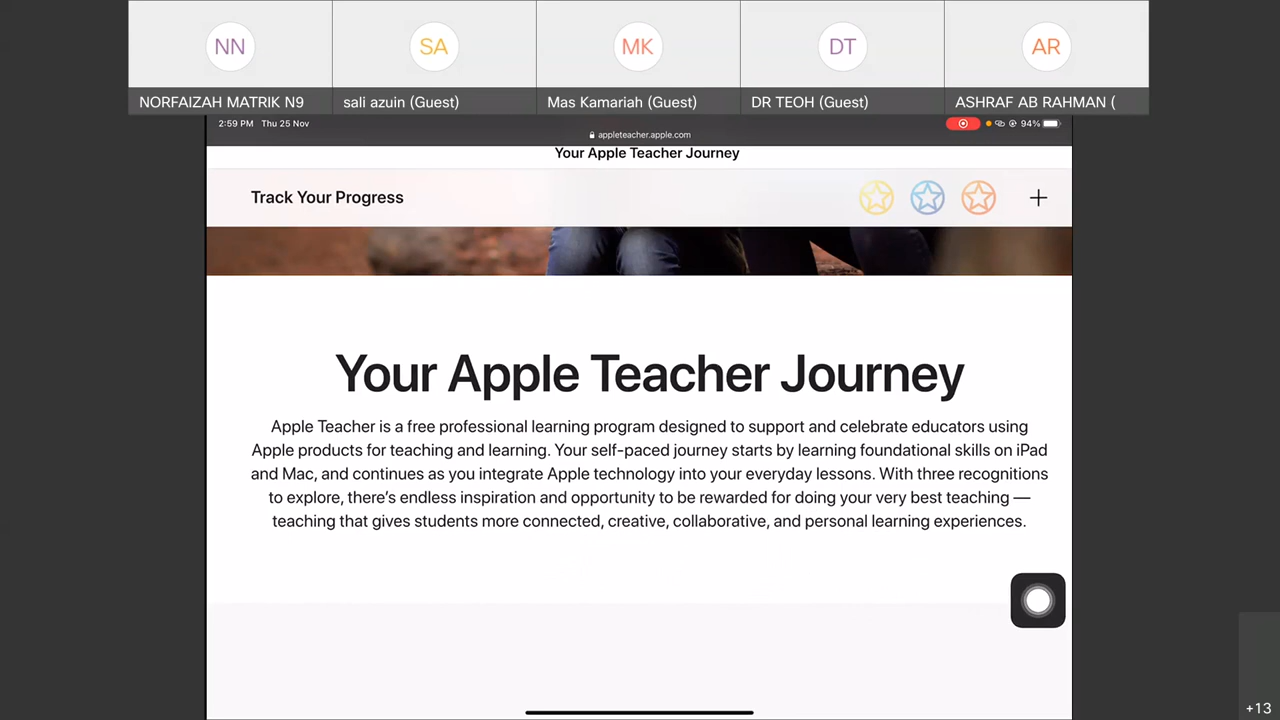 NN
SA
MK
DT
AR
NORFAIZAH MATRIK N9
sali azuin (Guest)
Mas Kamariah (Guest)
DR TEOH (Guest)
ASHRAF AB RAHMAN (
2:59 PM Thu 25 Nov
94%
appleteacher.apple.com
Your Apple Teacher Journey
Track Your Progress
Your Apple Teacher Journey
Apple Teacher is a free professional learning program designed to support and celebrate educators using
Apple products for teaching and learning. Your self-paced journey starts by learning foundational skills on iPad
and Mac, and continues as you integrate Apple technology into your everyday lessons. With three recognitions
to explore, there’s endless inspiration and opportunity to be rewarded for doing your very best teaching —
teaching that gives students more connected, creative, collaborative, and personal learning experiences.
+13